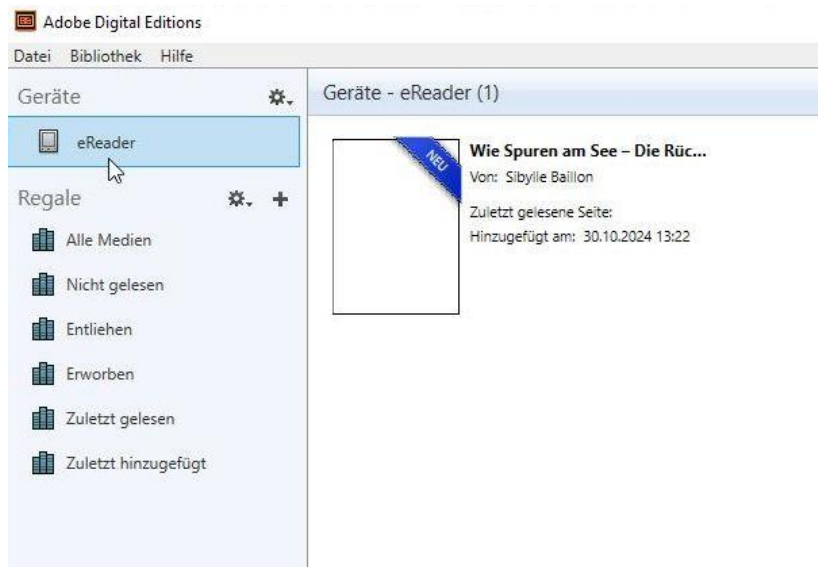 Adobe Digital Editions
Datei Bibliothek Hilfe
Geräte
eReader
Regale
Alle Medien
Nicht gelesen
Entliehen
Erworben
Zuletzt gelesen
Zuletzt hinzugefügt
Geräte - eReader (1)
NEU
Wie Spuren am See – Die Rüc...
Von: Sibylle Baillon
Zuletzt gelesene Seite:
Hinzugefügt am: 30.10.2024 13:22